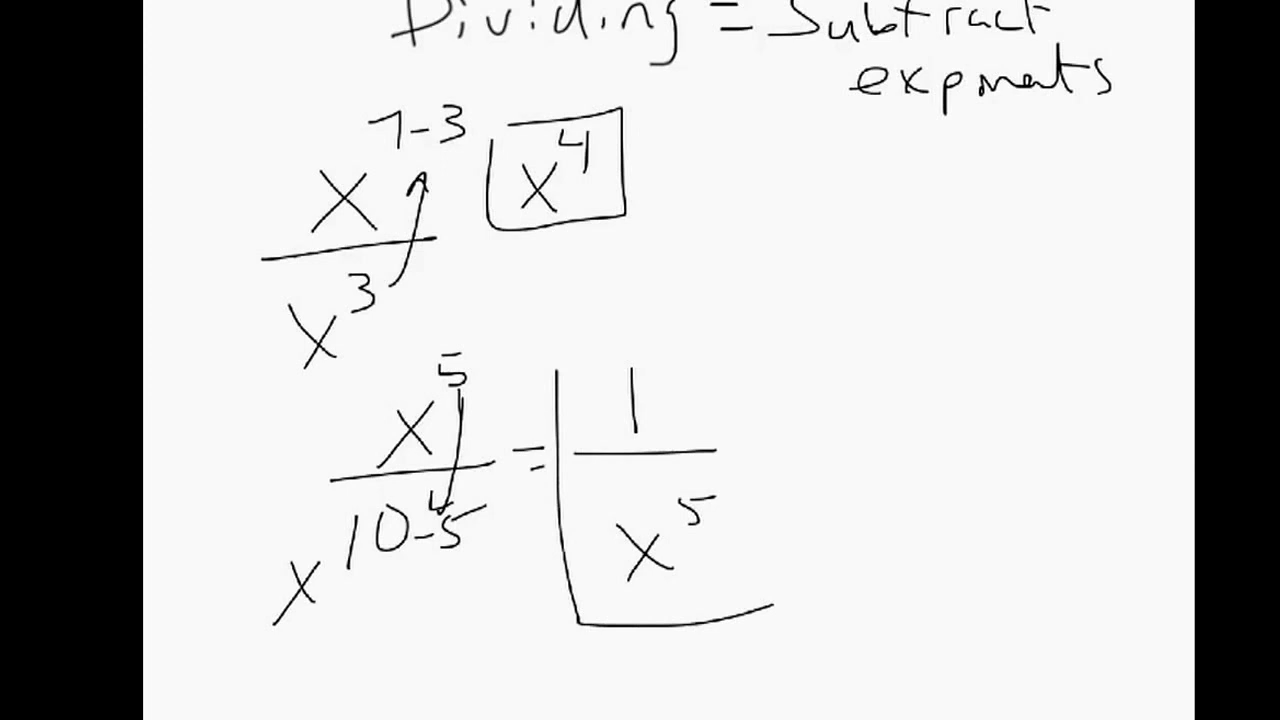 Dividing = Subtract
exponents
x^{7-3} / x^3 x^4
x^5 / x^{10-5} = 1 / x^5